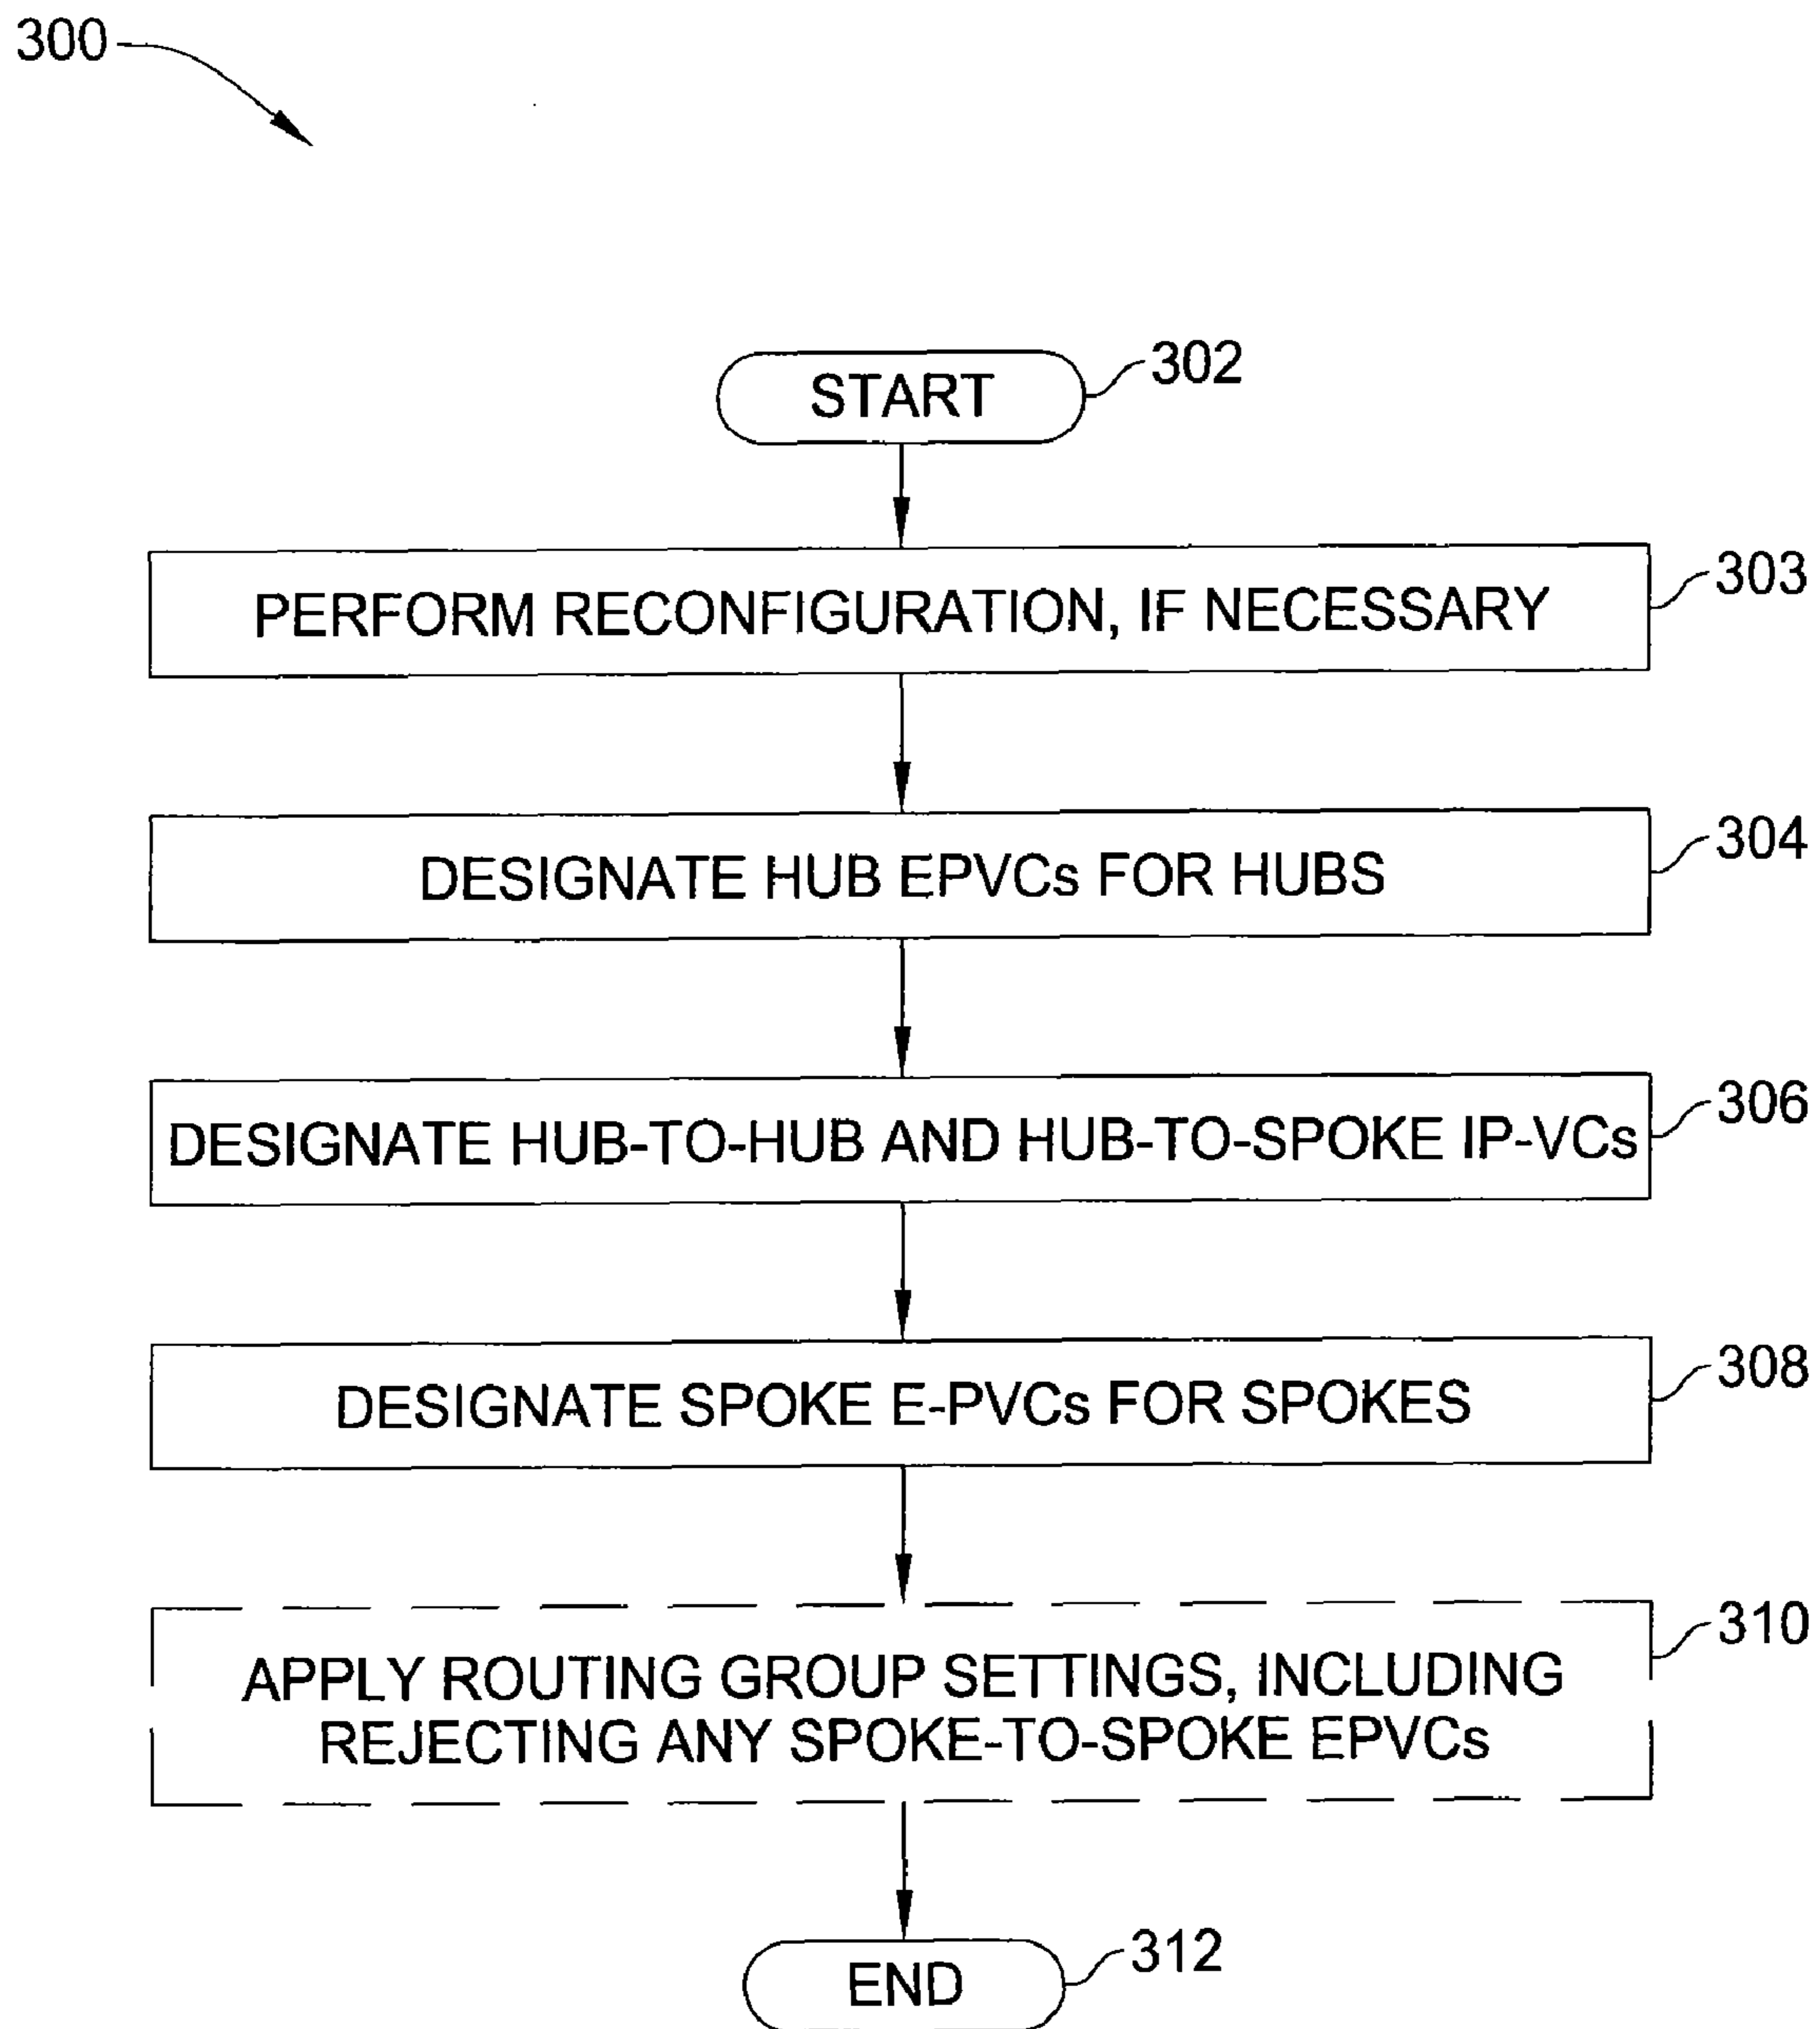 300
START
302
PERFORM RECONFIGURATION, IF NECESSARY
303
DESIGNATE HUB EPVCs FOR HUBS
304
DESIGNATE HUB-TO-HUB AND HUB-TO-SPOKE IP-VCs
306
DESIGNATE SPOKE E-PVCs FOR SPOKES
308
APPLY ROUTING GROUP SETTINGS, INCLUDING
REJECTING ANY SPOKE-TO-SPOKE EPVCs
310
END
312